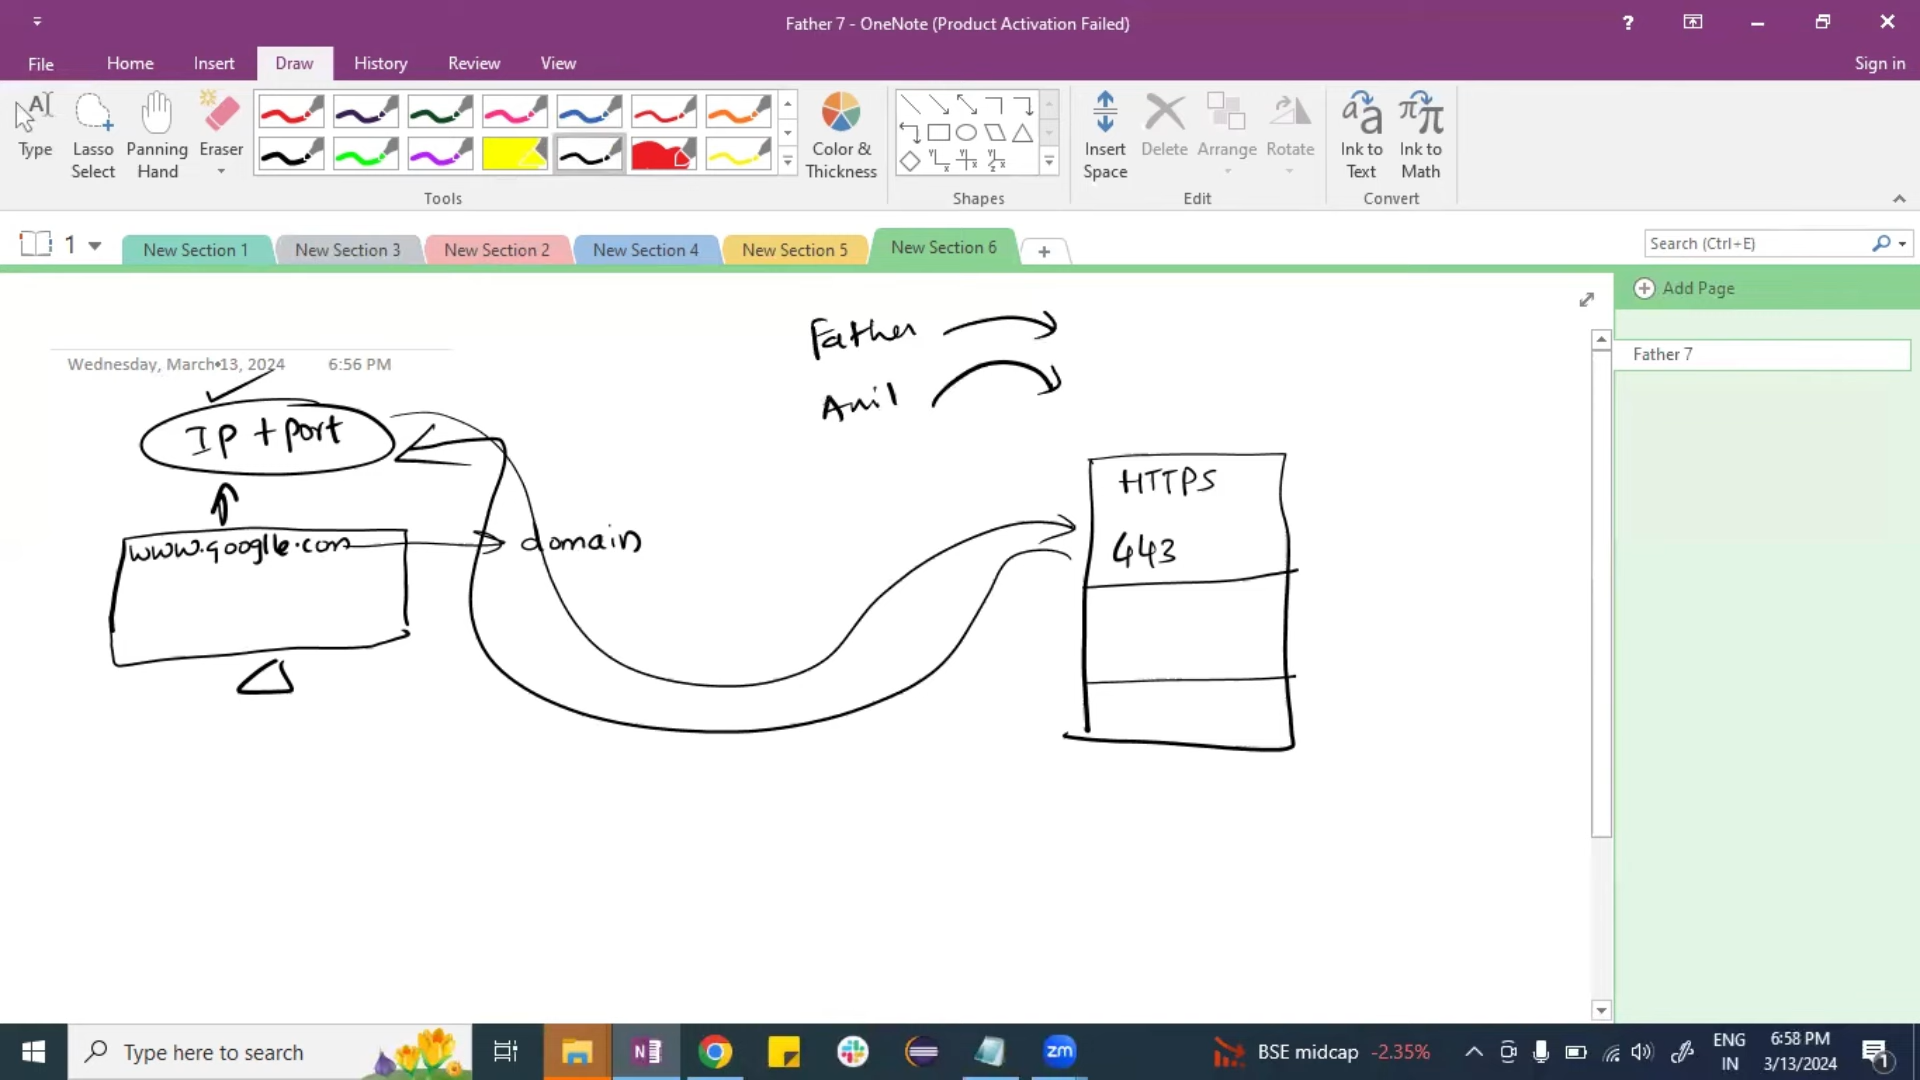 Father 7 - OneNote (Product Activation Failed)
?
File Home Insert Draw History Review View
Sign in
Type
Lasso Select
Panning Hand
Eraser
Color & Thickness
Insert Space
Delete
Arrange
Rotate
Ink to Text
Ink to Math
Tools
Shapes
Edit
Convert
1
New Section 1
New Section 3
New Section 2
New Section 4
New Section 5
New Section 6
Search (Ctrl+E)
Add Page
Father 7
Wednesday, March 13, 2024 6:56 PM
Father
Anil
IP + port
www.googlle.com
domain
HTTPS
443
Type here to search
BSE midcap -2.35%
ENG
IN
6:58 PM
3/13/2024
1